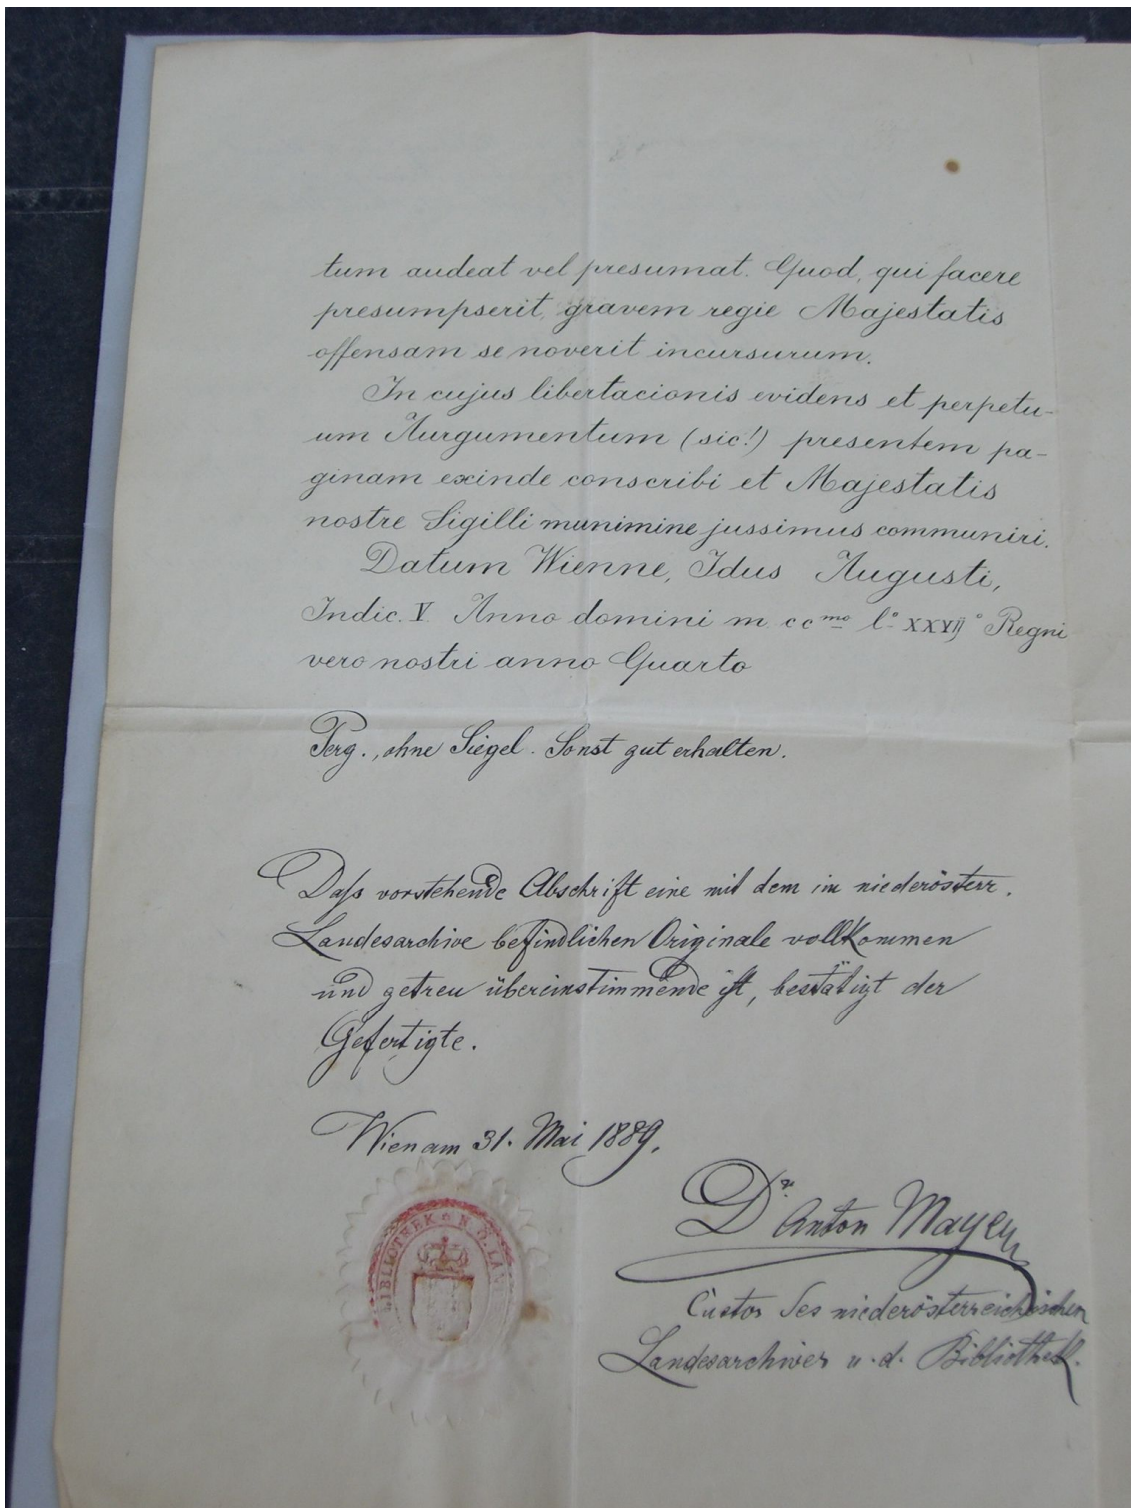 tum audeat vel presumat. Quod, qui facere
presumpserit, gravem regie Majestatis
offensam se noverit incursurum.
In cujus libertacionis evidens et perpetu-
um Aurgumentum (sic!) presentem pa-
ginam exinde conscribi et Majestatis
nostre Sigilli munimine jussimus communiri.
Datum Wienne, Idus Augusti,
Indic. V. Anno domini m ccmo lo XXVIJo Regni
vero nostri anno Quarto
Perg., ohne Siegel. Sonst gut erhalten.
Daſs vorstehende Abschrift eine mit dem im niederösterr.
Landesarchive befindlichen Originale vollkommen
und getreu übereinstimmende ist, bestätigt der
Gefertigte.
Wien am 31. Mai 1889.
Dr. Anton Mayer
Custos des niederösterreichischen
Landesarchives u. d. Bibliothek.
BIBLIOTHEK N. Ö.